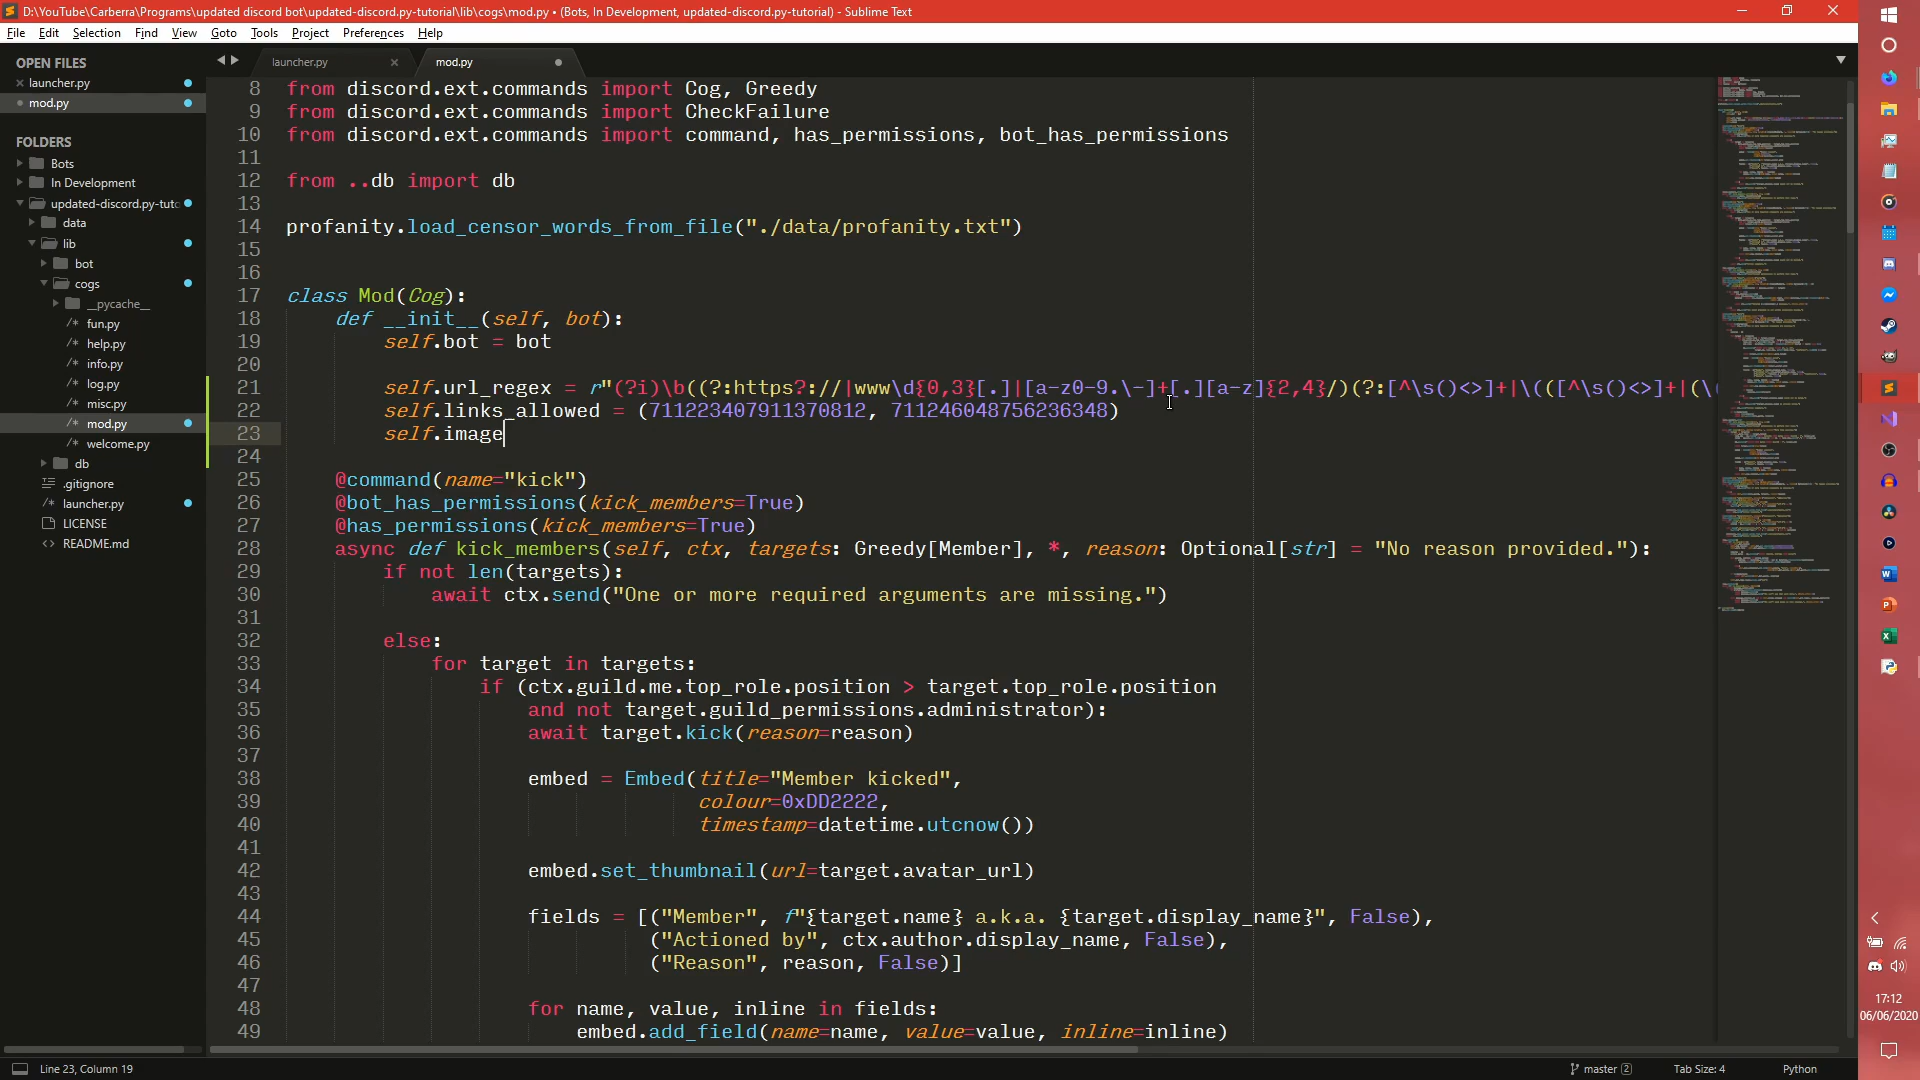 D:\YouTube\Carberra\Programs\updated discord bot\updated-discord.py-tutorial\lib\cogs\mod.py • (Bots, In Development, updated-discord.py-tutorial) - Sublime Text
File Edit Selection Find View Goto Tools Project Preferences Help
OPEN FILES
launcher.py
mod.py
FOLDERS
Bots
In Development
updated-discord.py-tuto
data
lib
bot
cogs
__pycache__
fun.py
help.py
info.py
log.py
misc.py
mod.py
welcome.py
db
.gitignore
launcher.py
LICENSE
README.md
launcher.py
mod.py
8 from discord.ext.commands import Cog, Greedy
9 from discord.ext.commands import CheckFailure
10 from discord.ext.commands import command, has_permissions, bot_has_permissions
11
12 from ..db import db
13
14 profanity.load_censor_words_from_file("./data/profanity.txt")
15
16
17 class Mod(Cog):
18 def __init__(self, bot):
19 self.bot = bot
20
21 self.url_regex = r"(?i)\b((?:https?://|www\d{0,3}[.]|[a-z0-9.\-]+[.][a-z]{2,4}/)(?:[^\s()<>]+|\(([^\s()<>]+|(\(
22 self.links_allowed = (711223407911370812, 711246048756236348)
23 self.image
24
25 @command(name="kick")
26 @bot_has_permissions(kick_members=True)
27 @has_permissions(kick_members=True)
28 async def kick_members(self, ctx, targets: Greedy[Member], *, reason: Optional[str] = "No reason provided."):
29 if not len(targets):
30 await ctx.send("One or more required arguments are missing.")
31
32 else:
33 for target in targets:
34 if (ctx.guild.me.top_role.position > target.top_role.position
35 and not target.guild_permissions.administrator):
36 await target.kick(reason=reason)
37
38 embed = Embed(title="Member kicked",
39 colour=0xDD2222,
40 timestamp=datetime.utcnow())
41
42 embed.set_thumbnail(url=target.avatar_url)
43
44 fields = [("Member", f"{target.name} a.k.a. {target.display_name}", False),
45 ("Actioned by", ctx.author.display_name, False),
46 ("Reason", reason, False)]
47
48 for name, value, inline in fields:
49 embed.add_field(name=name, value=value, inline=inline)
Line 23, Column 19
master 2
Tab Size: 4
Python
17:12
06/06/2020